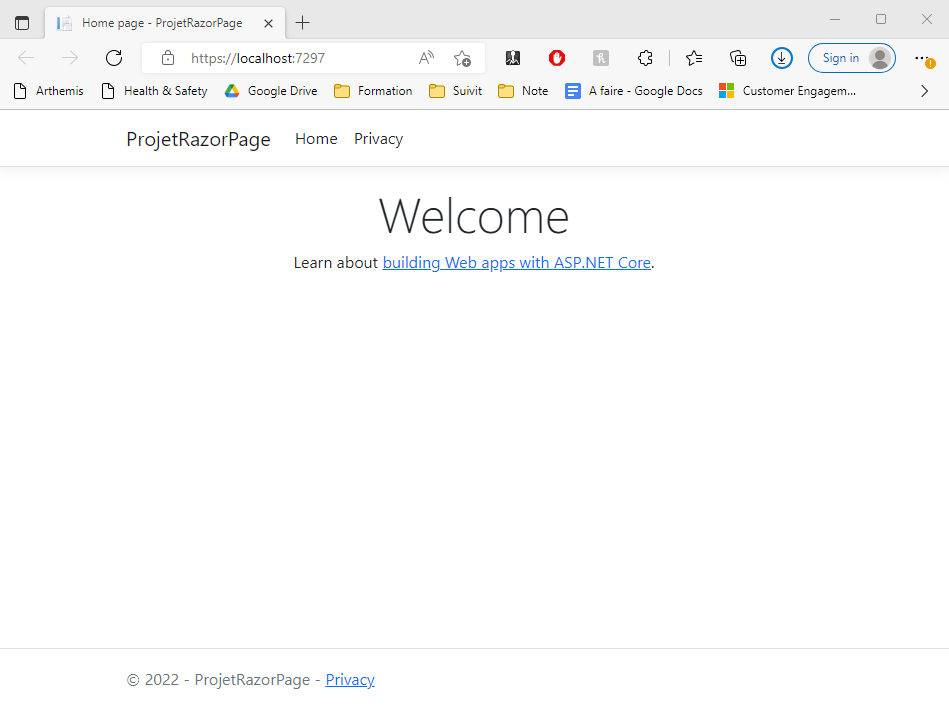 Home page - ProjetRazorPage
https://localhost:7297
Sign in
Arthemis Health & Safety Google Drive Formation Suivit Note A faire - Google Docs Customer Engagem...
ProjetRazorPage Home Privacy
Welcome
Learn about building Web apps with ASP.NET Core.
© 2022 - ProjetRazorPage - Privacy